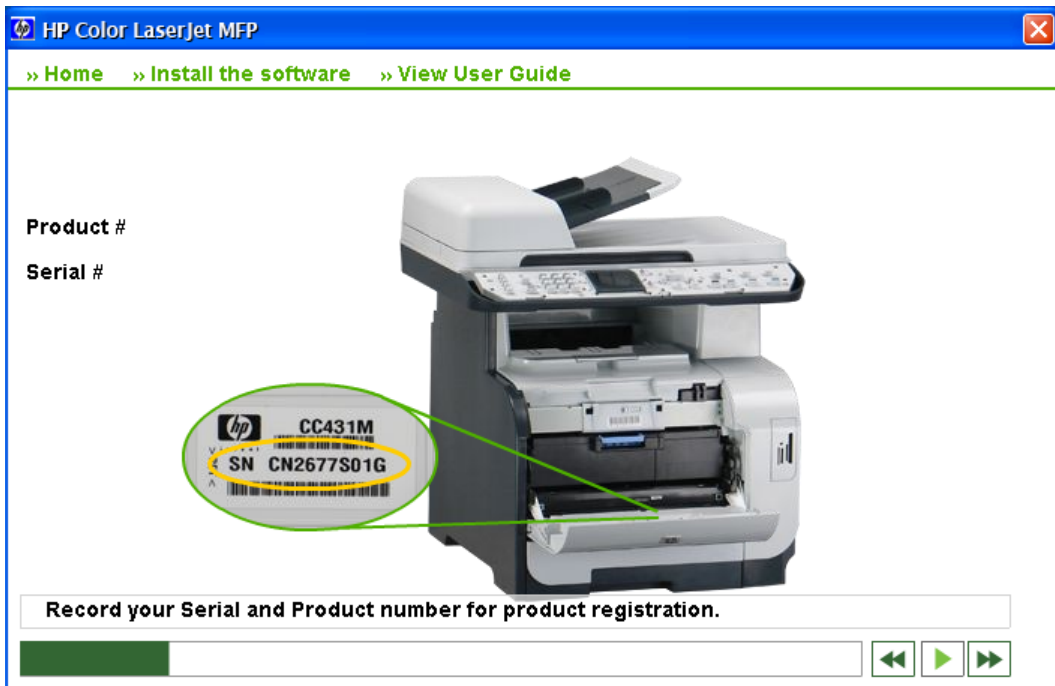 HP Color LaserJet MFP
» Home » Install the software » View User Guide
Product #
Serial #
hp CC431M
SN CN2677S01G
Record your Serial and Product number for product registration.